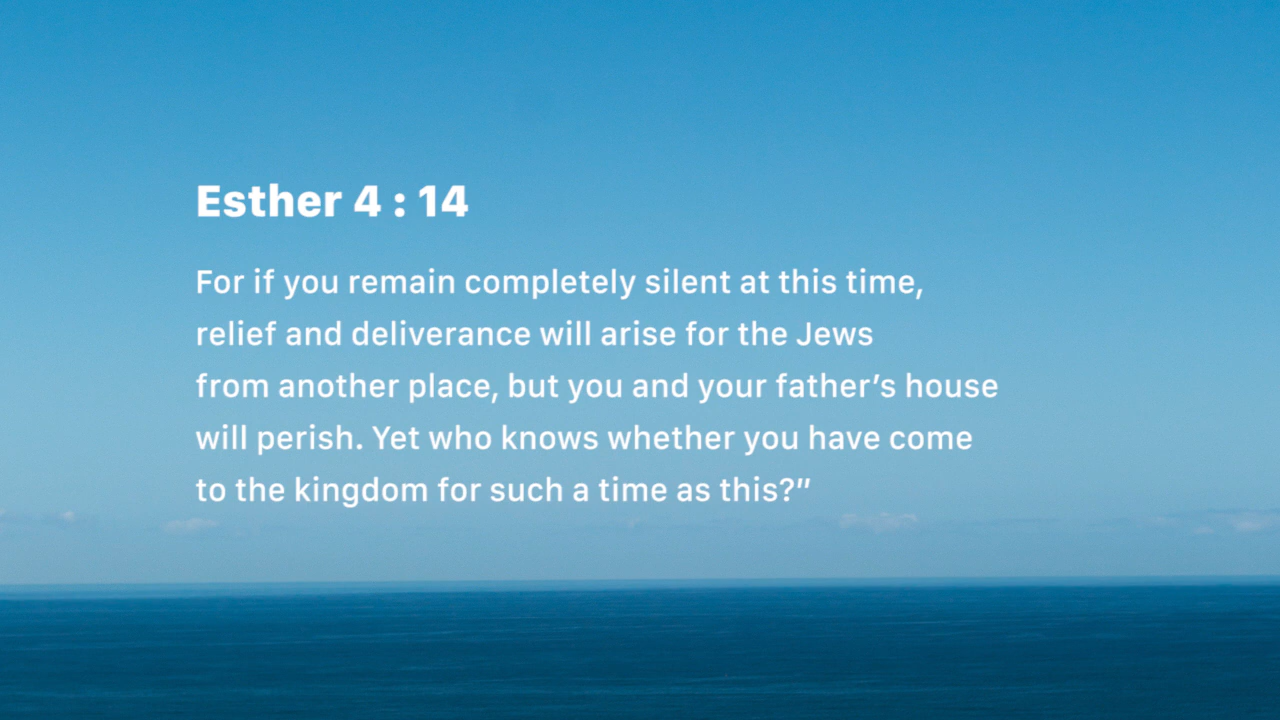 Esther 4 : 14
For if you remain completely silent at this time,
relief and deliverance will arise for the Jews
from another place, but you and your father’s house
will perish. Yet who knows whether you have come
to the kingdom for such a time as this?”